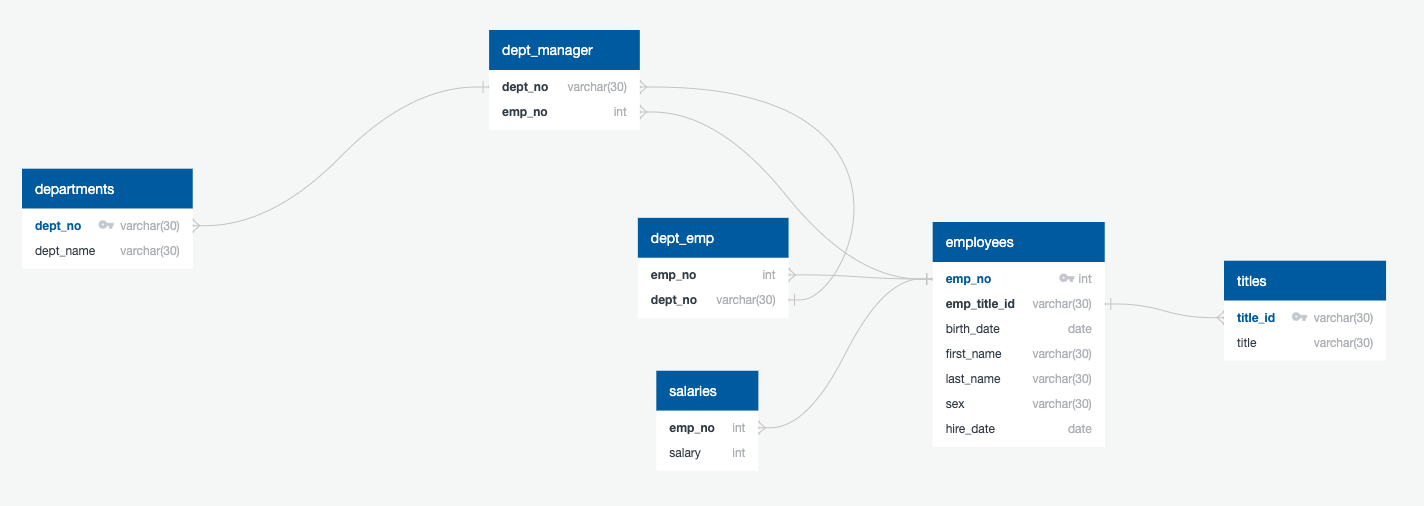 dept_manager
dept_no varchar(30)
emp_no int
departments
dept_no varchar(30)
dept_name varchar(30)
dept_emp
emp_no int
dept_no varchar(30)
employees
emp_no int
emp_title_id varchar(30)
birth_date date
first_name varchar(30)
last_name varchar(30)
sex varchar(30)
hire_date date
titles
title_id varchar(30)
title varchar(30)
salaries
emp_no int
salary int